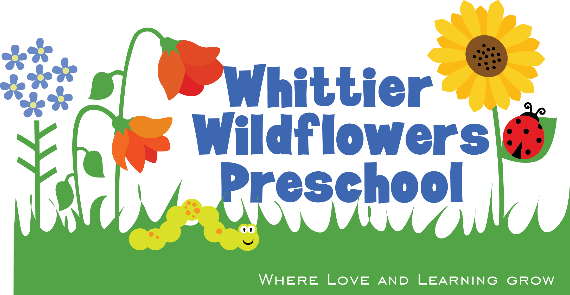 Whittier
Wildflowers
Preschool
Where Love and Learning grow